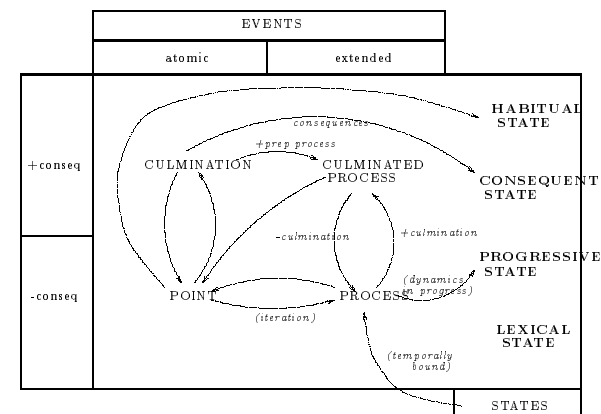 EVENTS
atomic
extended
HABITUAL
STATE
consequences
+prep process
+conseq
CULMINATION
CULMINATED
PROCESS
CONSEQUENT
STATE
-culmination
+culmination
PROGRESSIVE
STATE
(dynamics
in progress)
-conseq
POINT
PROCESS
(iteration)
LEXICAL
STATE
(temporally
bound)
STATES